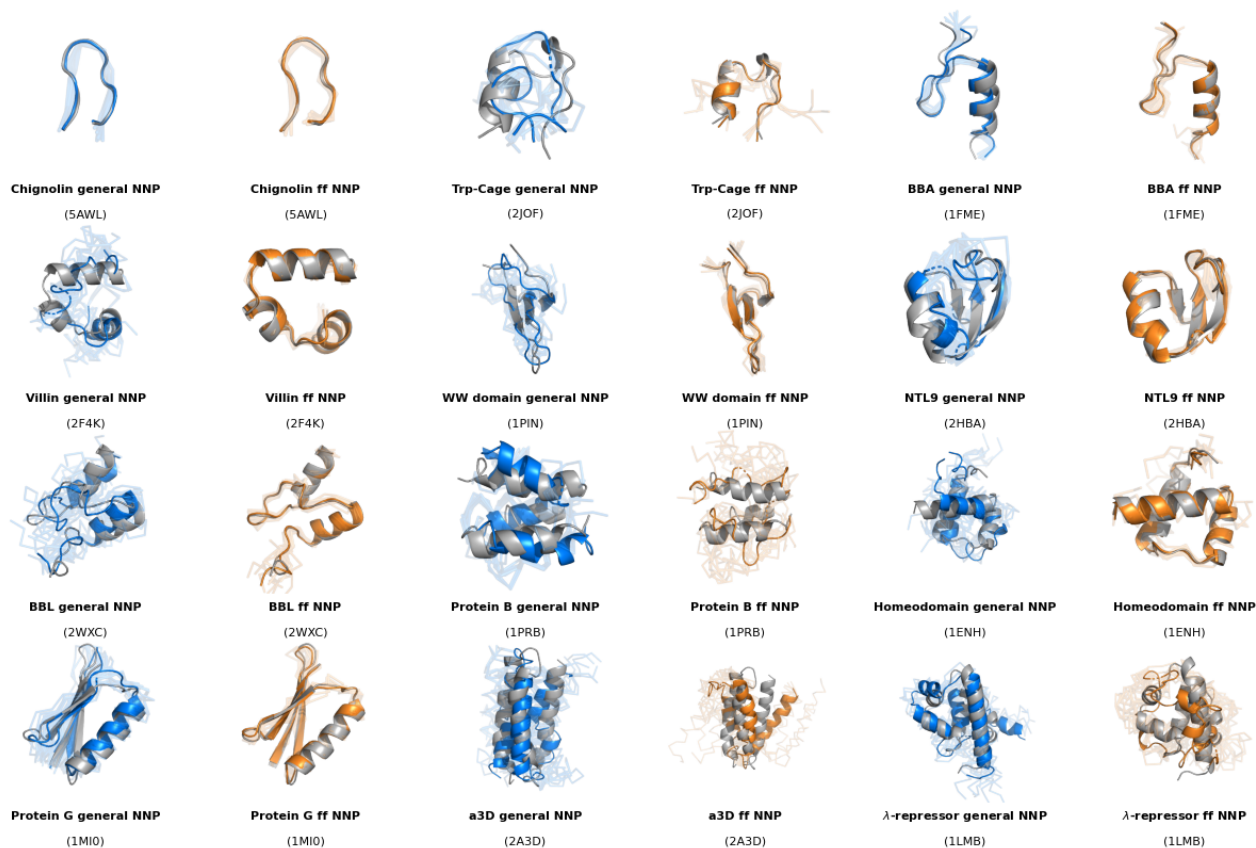 Chignolin general NNP
(5AWL)
Chignolin ff NNP
(5AWL)
Trp-Cage general NNP
(2JOF)
Trp-Cage ff NNP
(2JOF)
BBA general NNP
(1FME)
BBA ff NNP
(1FME)
Villin general NNP
(2F4K)
Villin ff NNP
(2F4K)
WW domain general NNP
(1PIN)
WW domain ff NNP
(1PIN)
NTL9 general NNP
(2HBA)
NTL9 ff NNP
(2HBA)
BBL general NNP
(2WXC)
BBL ff NNP
(2WXC)
Protein B general NNP
(1PRB)
Protein B ff NNP
(1PRB)
Homeodomain general NNP
(1ENH)
Homeodomain ff NNP
(1ENH)
Protein G general NNP
(1MI0)
Protein G ff NNP
(1MI0)
a3D general NNP
(2A3D)
a3D ff NNP
(2A3D)
λ-repressor general NNP
(1LMB)
λ-repressor ff NNP
(1LMB)